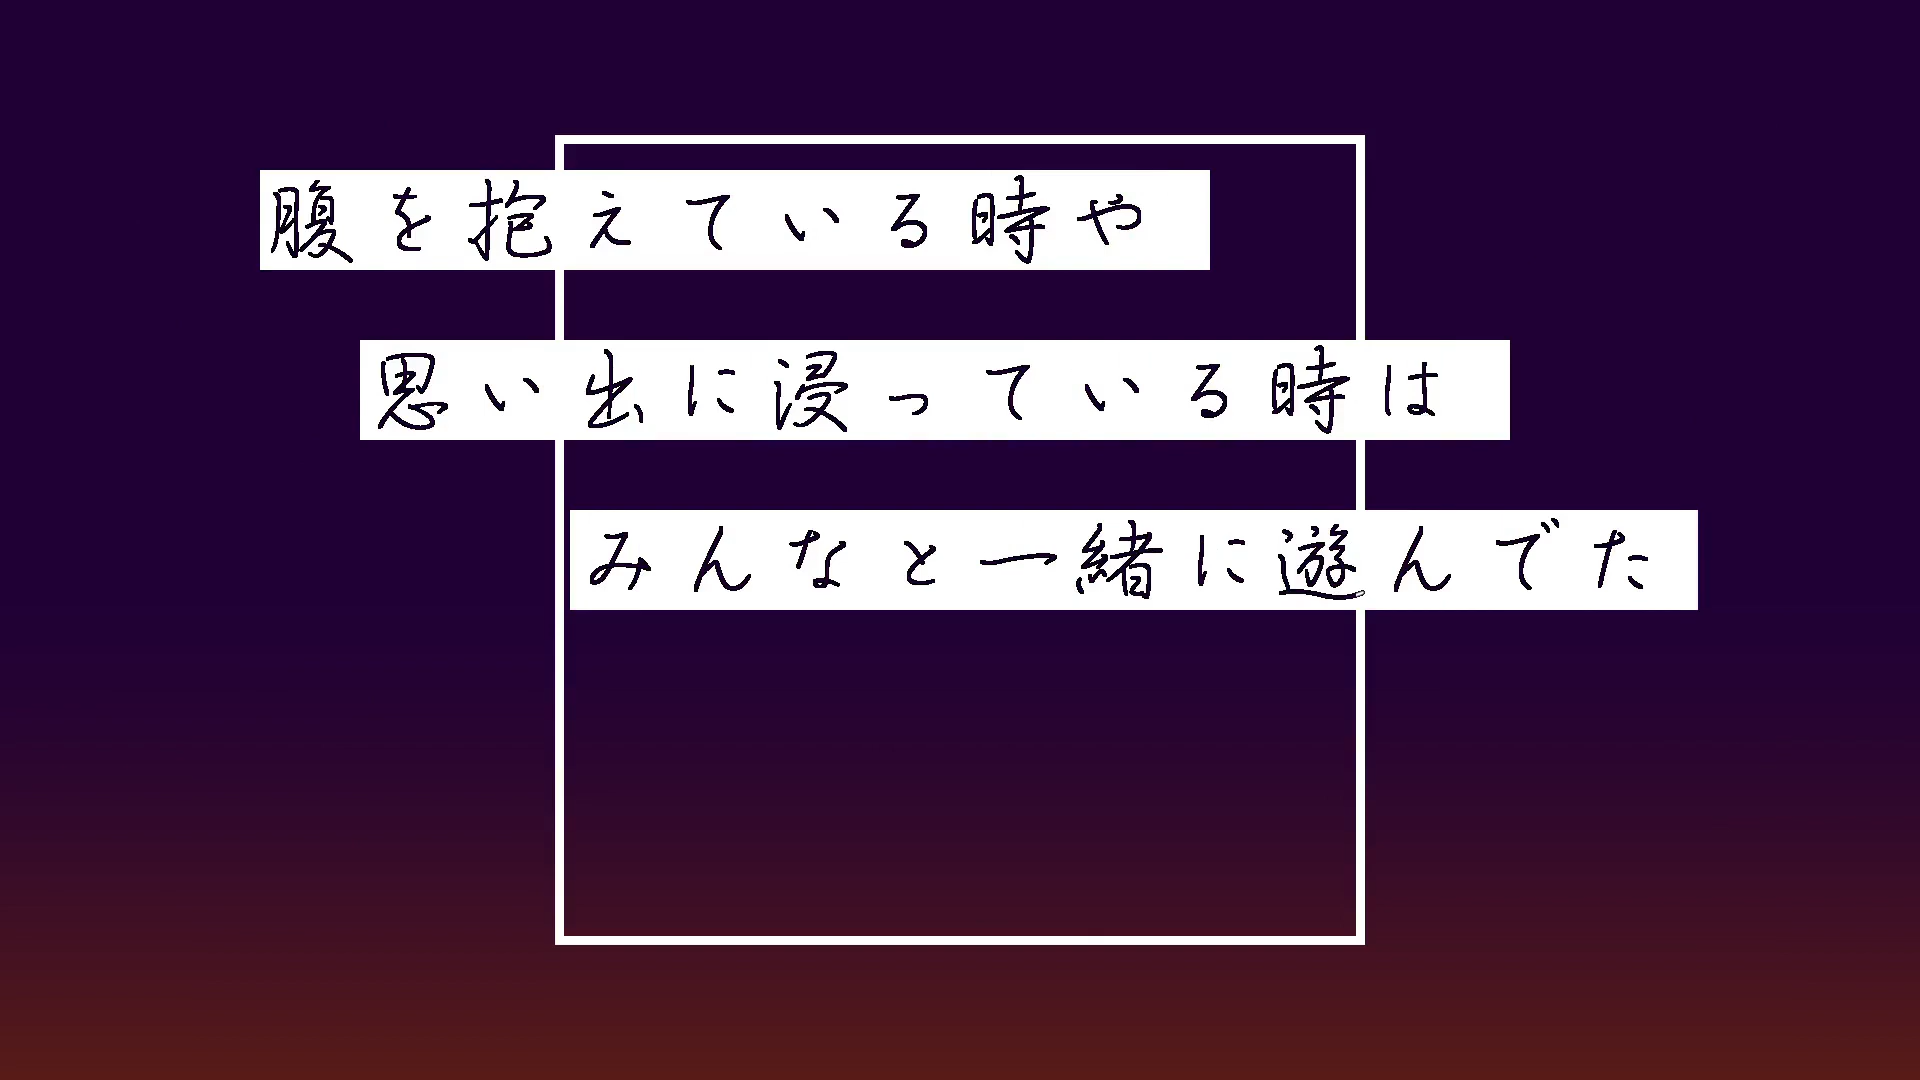 腹を抱えている時や
思い出に浸っている時は
みんなと一緒に遊んでた